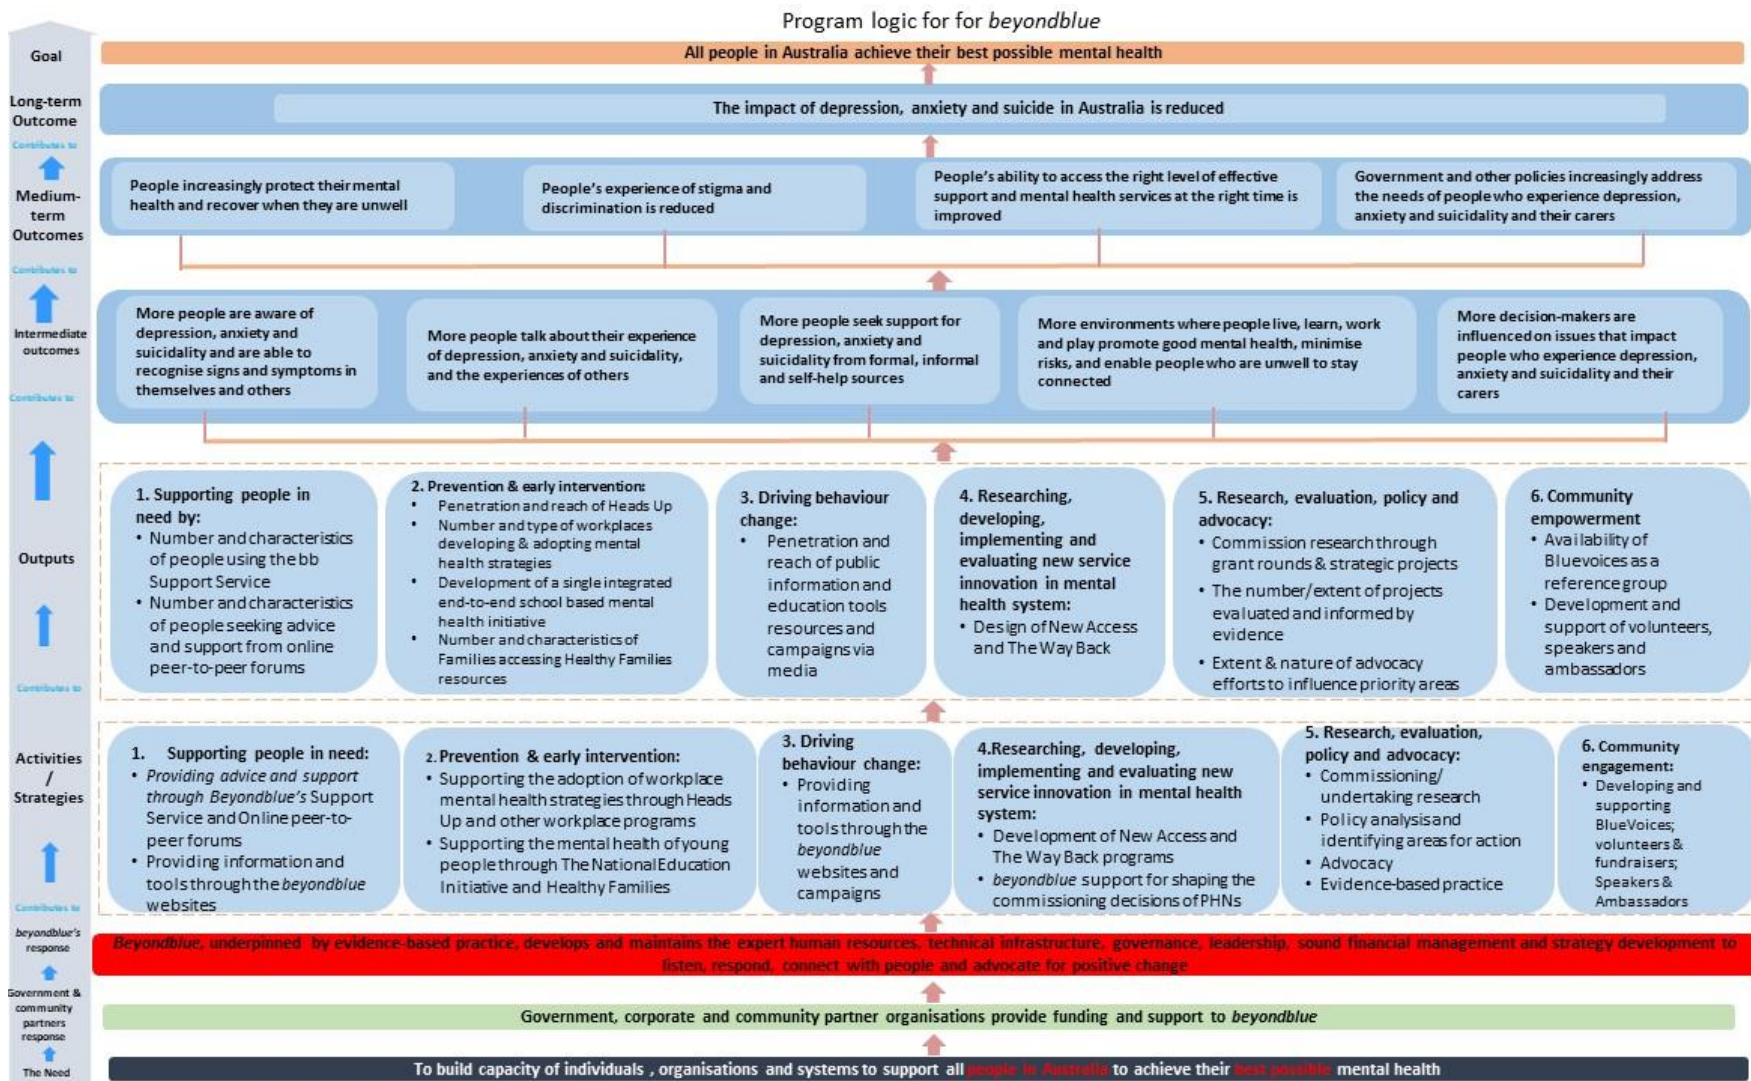 Program logic for for beyondblue
Goal
All people in Australia achieve their best possible mental health
Long-term
Outcome
The impact of depression, anxiety and suicide in Australia is reduced
Contributes to
Medium-
term
Outcomes
People increasingly protect their mental
health and recover when they are unwell
People's experience of stigma and
discrimination is reduced
People's ability to access the right level of effective
support and mental health services at the right time is
improved
Government and other policies increasingly address
the needs of people who experience depression,
anxiety and suicidality and their carers
Contributes to
Intermediate
outcomes
More people are aware of
depression, anxiety and
suicidality and are able to
recognise signs and symptoms in
themselves and others
More people talk about their experience
of depression, anxiety and suicidality,
and the experiences of others
More people seek support for
depression, anxiety and
suicidality from formal, informal
and self-help sources
More environments where people live, learn, work
and play promote good mental health, minimise
risks, and enable people who are unwell to stay
connected
More decision-makers are
influenced on issues that impact
people who experience depression,
anxiety and suicidality and their
carers
Contributes to
Outputs
1. Supporting people in
need by:
• Number and characteristics
of people using the bb
Support Service
• Number and characteristics
of people seeking advice
and support from online
peer-to-peer forums
2. Prevention & early intervention:
• Penetration and reach of Heads Up
• Number and type of workplaces
developing & adopting mental
health strategies
• Development of a single integrated
end-to-end school based mental
health initiative
• Number and characteristics of
Families accessing Healthy Families
resources
3. Driving behaviour
change:
• Penetration and
reach of public
information and
education tools
resources and
campaigns via
media
4. Researching,
developing,
implementing and
evaluating new service
innovation in mental
health system:
• Design of New Access
and The Way Back
5. Research, evaluation, policy and
advocacy:
• Commission research through
grant rounds & strategic projects
• The number/extent of projects
evaluated and informed by
evidence
• Extent & nature of advocacy
efforts to influence priority areas
6. Community
empowerment
• Availability of
Bluevoices as a
reference group
• Development and
support of volunteers,
speakers and
ambassadors
Contributes to
Activities
/
Strategies
1. Supporting people in need:
• Providing advice and support
through Beyondblue's Support
Service and Online peer-to-
peer forums
• Providing information and
tools through the beyondblue
websites
2. Prevention & early intervention:
• Supporting the adoption of workplace
mental health strategies through Heads
Up and other workplace programs
• Supporting the mental health of young
people through The National Education
Initiative and Healthy Families
3. Driving
behaviour change:
• Providing
information and
tools through the
beyondblue
websites and
campaigns
4.Researching, developing,
implementing and evaluating new
service innovation in mental health
system:
• Development of New Access and
The Way Back programs
• beyondblue support for shaping the
commissioning decisions of PHNs
5. Research, evaluation,
policy and advocacy:
• Commissioning/
undertaking research
• Policy analysis and
identifying areas for action
• Advocacy
• Evidence-based practice
6. Community
engagement:
• Developing and
supporting
BlueVoices;
volunteers &
fundraisers;
Speakers &
Ambassadors
Contributes to
beyondblue's
response
Beyondblue, underpinned by evidence-based practice, develops and maintains the expert human resources, technical infrastructure, governance, leadership, sound financial management and strategy development to
listen, respond, connect with people and advocate for positive change
Government &
community
partners
response
Government, corporate and community partner organisations provide funding and support to beyondblue
The Need
To build capacity of individuals , organisations and systems to support all people in Australia to achieve their best possible mental health